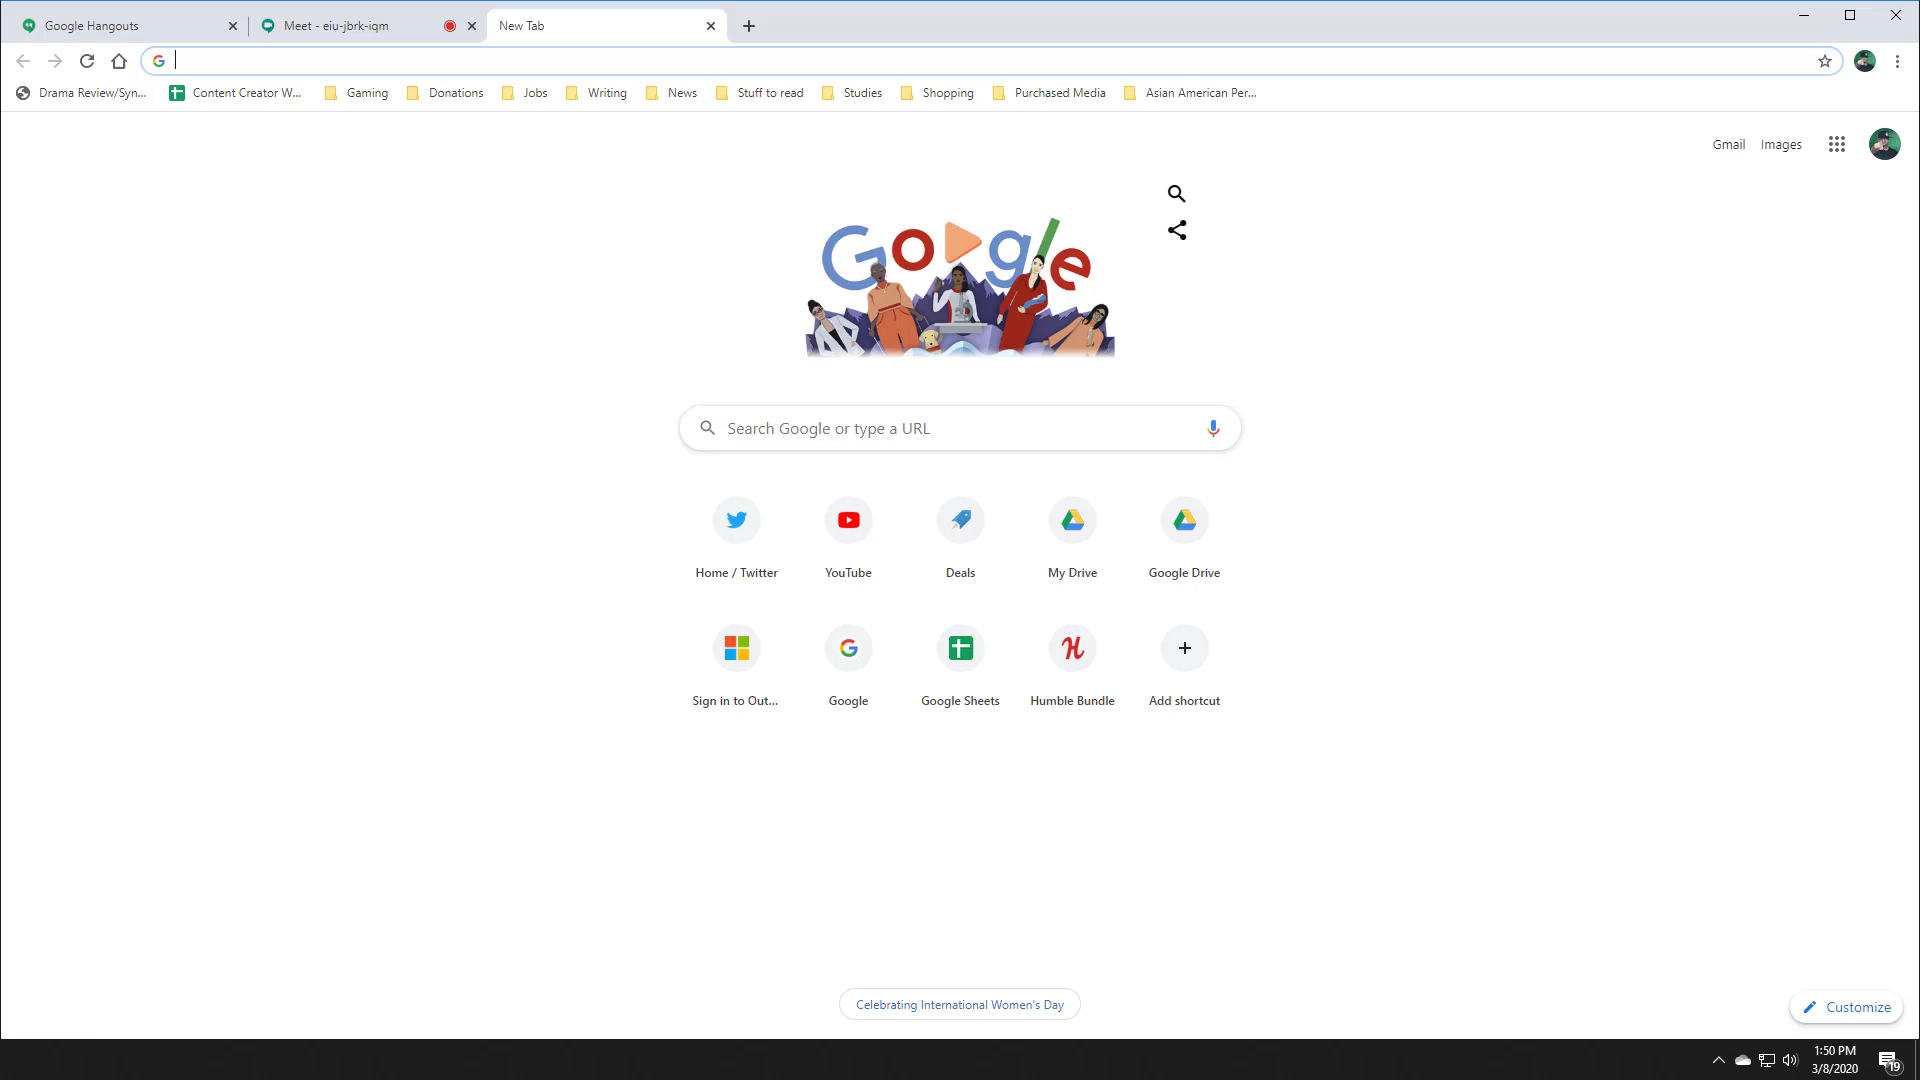 Google Hangouts
Meet - eiu-jbrk-iqm
New Tab
Drama Review/Syn...
Content Creator W...
Gaming
Donations
Jobs
Writing
News
Stuff to read
Studies
Shopping
Purchased Media
Asian American Per...
Gmail
Images
Google
Search Google or type a URL
Home / Twitter
YouTube
Deals
My Drive
Google Drive
Sign in to Out...
Google
Google Sheets
Humble Bundle
Add shortcut
Celebrating International Women's Day
Customize
1:50 PM
3/8/2020
19